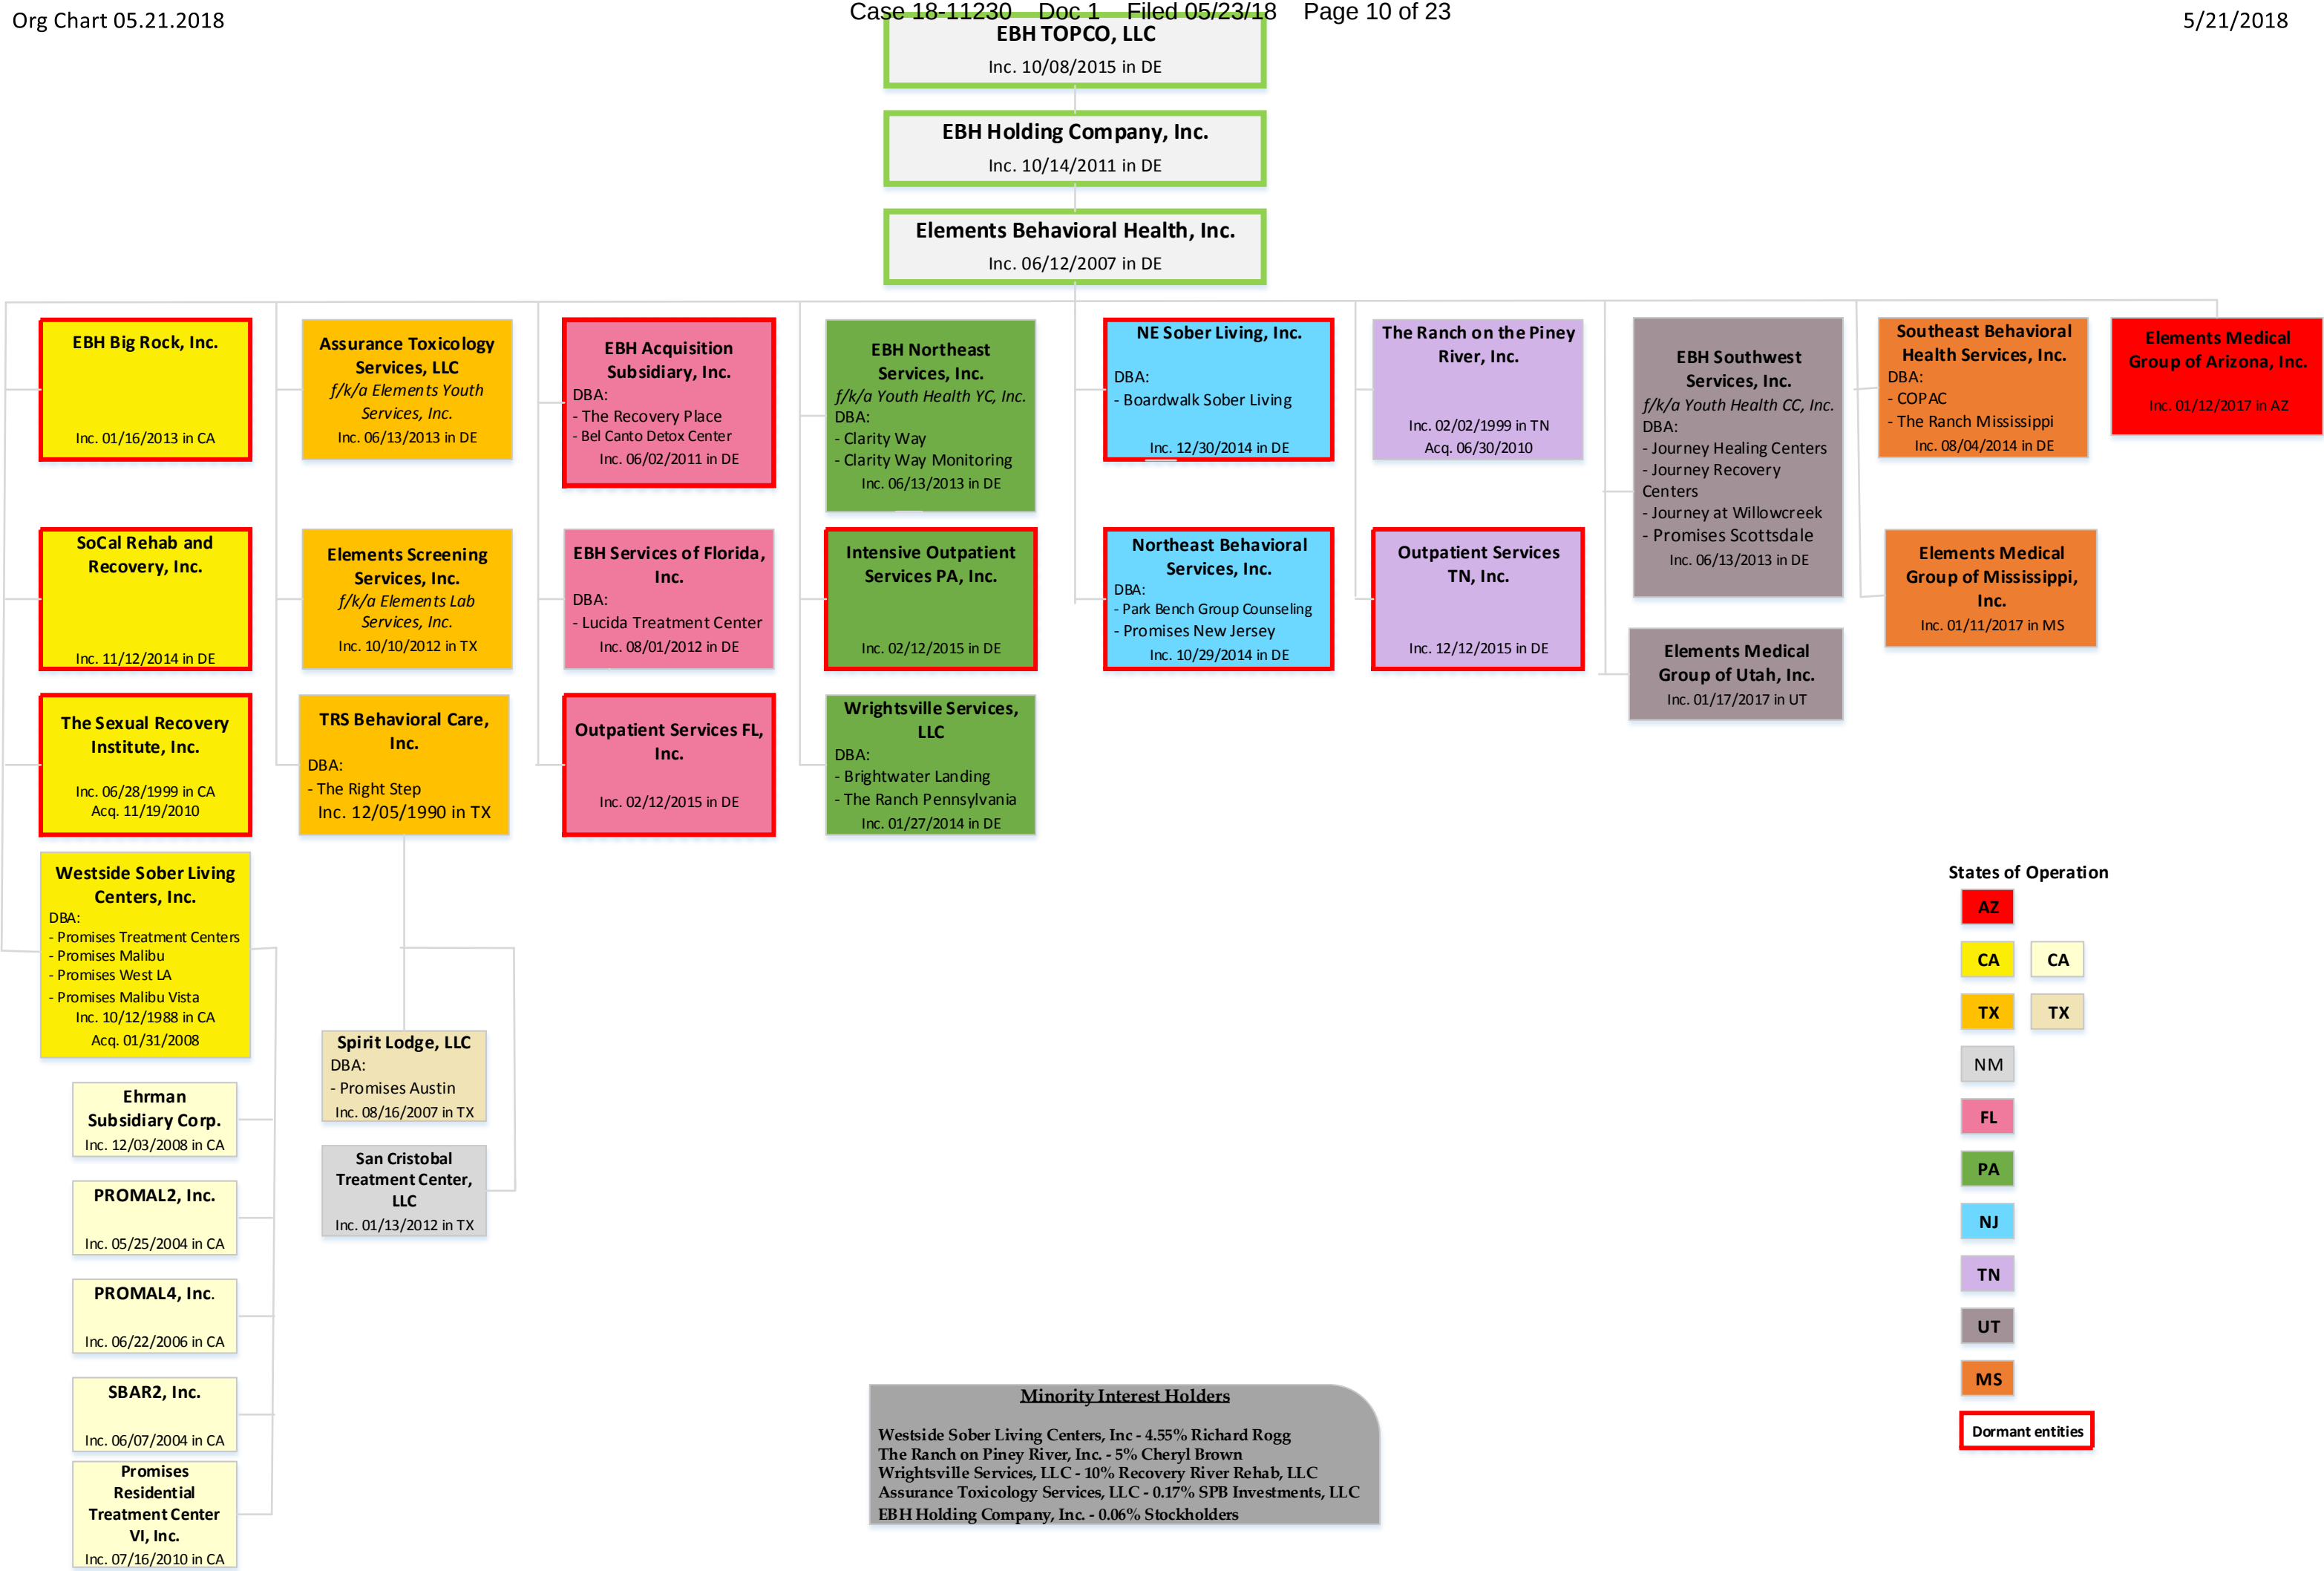 Org Chart 05.21.2018
Case 18-11230 Doc 1 Filed 05/23/18 Page 10 of 23
5/21/2018
EBH TOPCO, LLC
Inc. 10/08/2015 in DE
EBH Holding Company, Inc.
Inc. 10/14/2011 in DE
Elements Behavioral Health, Inc.
Inc. 06/12/2007 in DE
EBH Big Rock, Inc.
Inc. 01/16/2013 in CA
SoCal Rehab and
Recovery, Inc.
Inc. 11/12/2014 in DE
The Sexual Recovery
Institute, Inc.
Inc. 06/28/1999 in CA
Acq. 11/19/2010
Westside Sober Living
Centers, Inc.
DBA:
- Promises Treatment Centers
- Promises Malibu
- Promises West LA
- Promises Malibu Vista
Inc. 10/12/1988 in CA
Acq. 01/31/2008
Ehrman
Subsidiary Corp.
Inc. 12/03/2008 in CA
PROMAL2, Inc.
Inc. 05/25/2004 in CA
PROMAL4, Inc.
Inc. 06/22/2006 in CA
SBAR2, Inc.
Inc. 06/07/2004 in CA
Promises
Residential
Treatment Center
VI, Inc.
Inc. 07/16/2010 in CA
Assurance Toxicology
Services, LLC
f/k/a Elements Youth
Services, Inc.
Inc. 06/13/2013 in DE
Elements Screening
Services, Inc.
f/k/a Elements Lab
Services, Inc.
Inc. 10/10/2012 in TX
TRS Behavioral Care,
Inc.
DBA:
- The Right Step
Inc. 12/05/1990 in TX
Spirit Lodge, LLC
DBA:
- Promises Austin
Inc. 08/16/2007 in TX
San Cristobal
Treatment Center,
LLC
Inc. 01/13/2012 in TX
EBH Acquisition
Subsidiary, Inc.
DBA:
- The Recovery Place
- Bel Canto Detox Center
Inc. 06/02/2011 in DE
EBH Services of Florida,
Inc.
DBA:
- Lucida Treatment Center
Inc. 08/01/2012 in DE
Outpatient Services FL,
Inc.
Inc. 02/12/2015 in DE
EBH Northeast
Services, Inc.
f/k/a Youth Health YC, Inc.
DBA:
- Clarity Way
- Clarity Way Monitoring
Inc. 06/13/2013 in DE
Intensive Outpatient
Services PA, Inc.
Inc. 02/12/2015 in DE
Wrightsville Services,
LLC
DBA:
- Brightwater Landing
- The Ranch Pennsylvania
Inc. 01/27/2014 in DE
NE Sober Living, Inc.
DBA:
- Boardwalk Sober Living
Inc. 12/30/2014 in DE
Northeast Behavioral
Services, Inc.
DBA:
- Park Bench Group Counseling
- Promises New Jersey
Inc. 10/29/2014 in DE
The Ranch on the Piney
River, Inc.
Inc. 02/02/1999 in TN
Acq. 06/30/2010
Outpatient Services
TN, Inc.
Inc. 12/12/2015 in DE
EBH Southwest
Services, Inc.
f/k/a Youth Health CC, Inc.
DBA:
- Journey Healing Centers
- Journey Recovery
Centers
- Journey at Willowcreek
- Promises Scottsdale
Inc. 06/13/2013 in DE
Elements Medical
Group of Utah, Inc.
Inc. 01/17/2017 in UT
Southeast Behavioral
Health Services, Inc.
DBA:
- COPAC
- The Ranch Mississippi
Inc. 08/04/2014 in DE
Elements Medical
Group of Mississippi,
Inc.
Inc. 01/11/2017 in MS
Elements Medical
Group of Arizona, Inc.
Inc. 01/12/2017 in AZ
States of Operation
AZ
CA CA
TX TX
NM
FL
PA
NJ
TN
UT
MS
Dormant entities
Minority Interest Holders
Westside Sober Living Centers, Inc - 4.55% Richard Rogg
The Ranch on Piney River, Inc. - 5% Cheryl Brown
Wrightsville Services, LLC - 10% Recovery River Rehab, LLC
Assurance Toxicology Services, LLC - 0.17% SPB Investments, LLC
EBH Holding Company, Inc. - 0.06% Stockholders